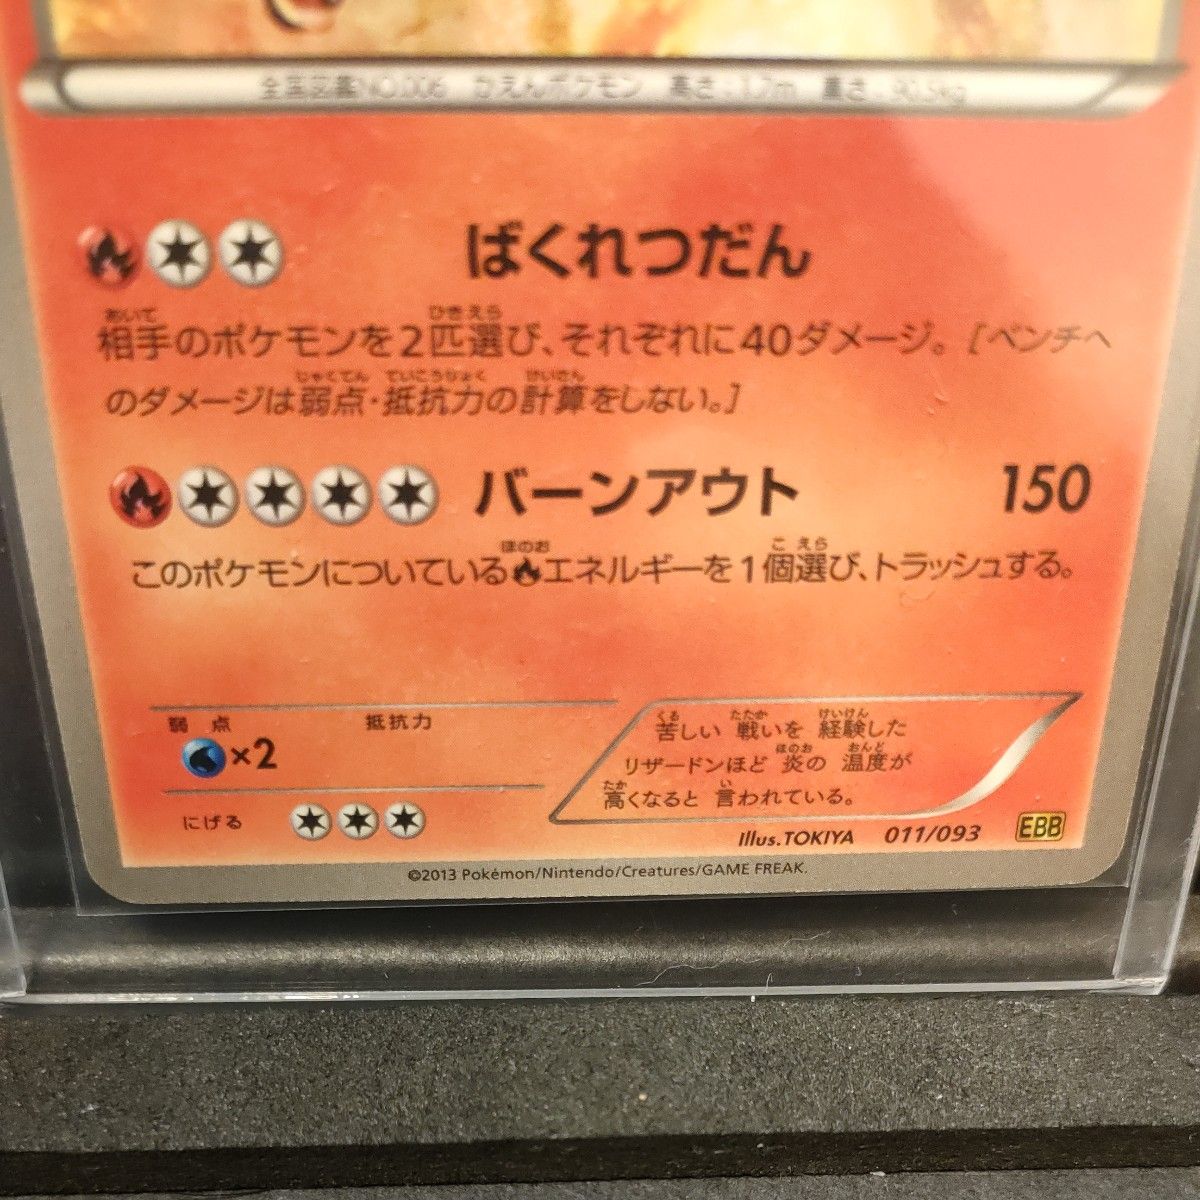 全国図鑑NO.006 ひえんポケモン 高さ:1.7m 重さ:90.5kg
ばくれつだん
相手のポケモンを2匹選び、それぞれに40ダメージ。[ベンチへ
のダメージは弱点・抵抗力の計算をしない。]
バーンアウト 150
このポケモンについている エネルギーを1個選び、トラッシュする。
弱点 抵抗力
×2
にげる
苦しい 戦いを 経験した
リザードンほど 炎の 温度が
高くなると 言われている。
Illus.TOKIYA 011/093 EBB
©2013 Pokémon/Nintendo/Creatures/GAME FREAK.